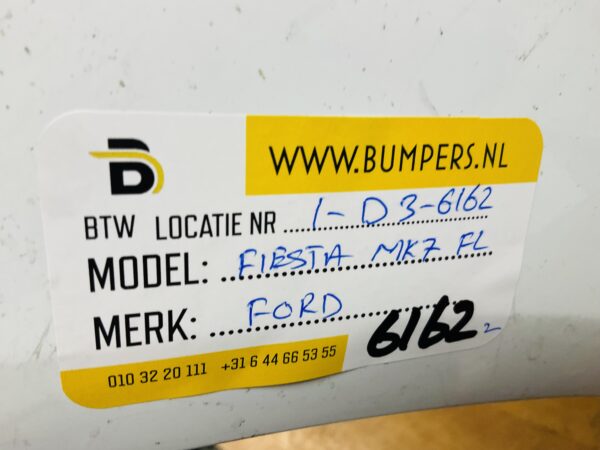 B
WWW.BUMPERS.NL
BTW LOCATIE NR 1-D3-6162
MODEL: FIESTA MK7 FL
MERK: FORD
6162 2
010 32 20 111 +31 6 44 66 53 55